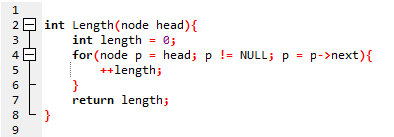 1
2 int Length(node head){
3 int length = 0;
4 for(node p = head; p != NULL; p = p->next){
5 ++length;
6 }
7 return length;
8 }
9